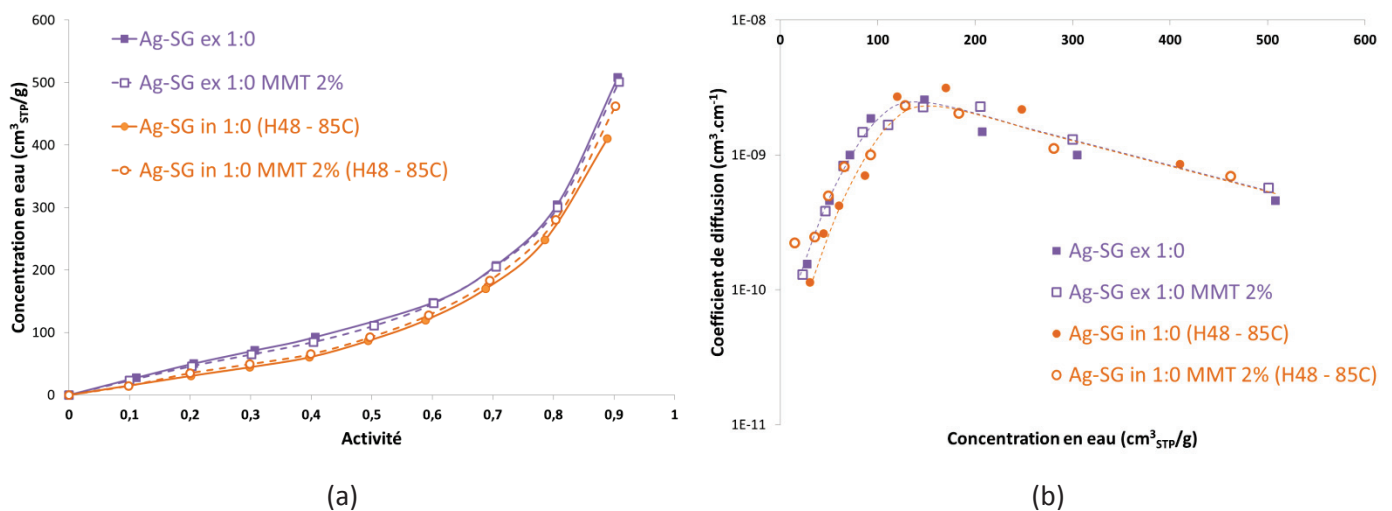 600
500
400
300
200
100
0
Concentration en eau (cm³STP/g)
Ag-SG ex 1:0
Ag-SG ex 1:0 MMT 2%
Ag-SG in 1:0 (H48 - 85C)
Ag-SG in 1:0 MMT 2% (H48 - 85C)
0 0,1 0,2 0,3 0,4 0,5 0,6 0,7 0,8 0,9 1
Activité
(a)
1E-08
1E-09
1E-10
1E-11
0 100 200 300 400 500 600
Coefficient de diffusion (cm³.cm⁻¹)
Ag-SG ex 1:0
Ag-SG ex 1:0 MMT 2%
Ag-SG in 1:0 (H48 - 85C)
Ag-SG in 1:0 MMT 2% (H48 - 85C)
Concentration en eau (cm³STP/g)
(b)